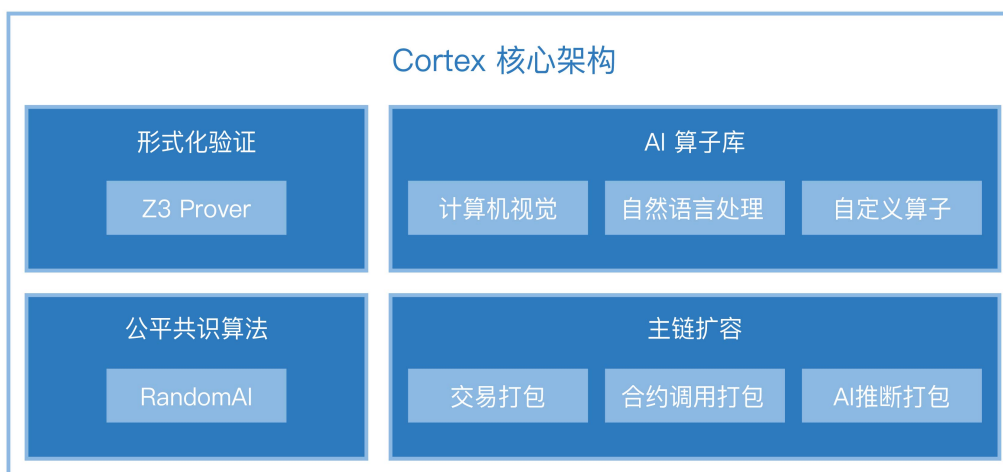 Cortex 核心架构
形式化验证
Z3 Prover
AI 算子库
计算机视觉
自然语言处理
自定义算子
公平共识算法
RandomAI
主链扩容
交易打包
合约调用打包
AI推断打包